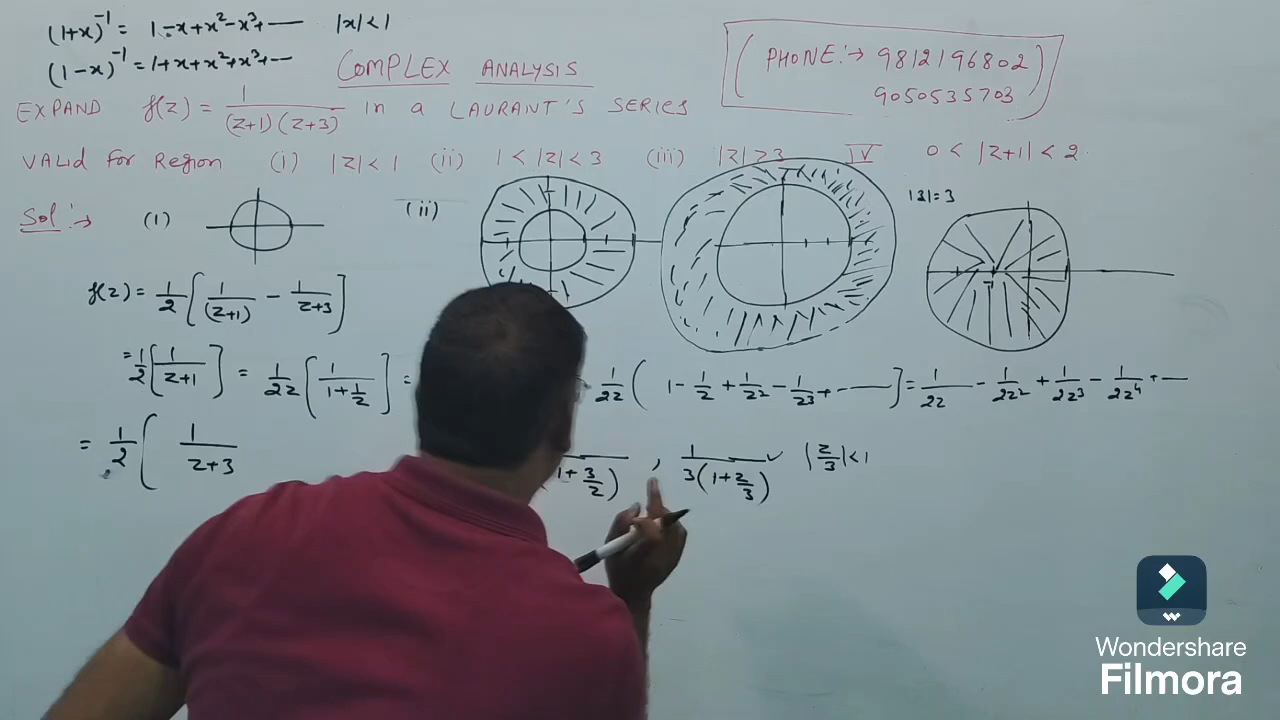 (1+x)⁻¹ = 1-x+x²-x³+----- |x|<1
(1-x)⁻¹ = 1+x+x²+x³+---
COMPLEX ANALYSIS
(PHONE:→ 9812196802
9050535703)
EXPAND f(z) = 1/((z+1)(z+3)) in a LAURANT'S SERIES
VALID FOR Region (i) |z|<1 (ii) 1<|z|<3 (iii) |z|>3 IV 0<|z+1|<2
Sol:→ (1) (ii) |3|=3
f(z) = 1/2 [1/(z+1) - 1/(z+3)]
= 1/2 [1/(z+1)] = 1/2z [1/(1+1/z)] = 1/2z (1-1/z+1/z²-1/z³+-----] = 1/2z - 1/2z² + 1/2z³ - 1/2z⁴ +---
= 1/2 ( 1/(z+3) (1+3/z) , 1/3(1+z/3) ✓ |z/3|<1
Wondershare
Filmora